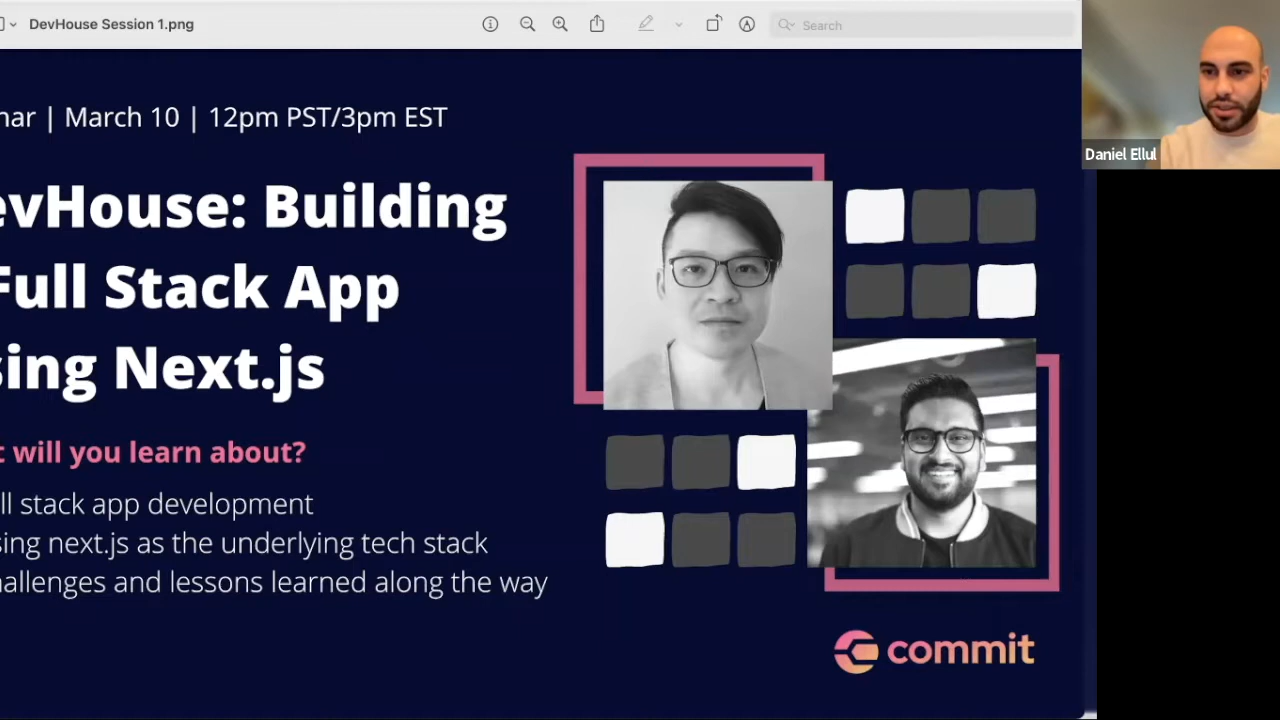 DevHouse Session 1.png
Search
Daniel Ellul
nar | March 10 | 12pm PST/3pm EST
evHouse: Building
Full Stack App
sing Next.js
t will you learn about?
ll stack app development
sing next.js as the underlying tech stack
hallenges and lessons learned along the way
commit